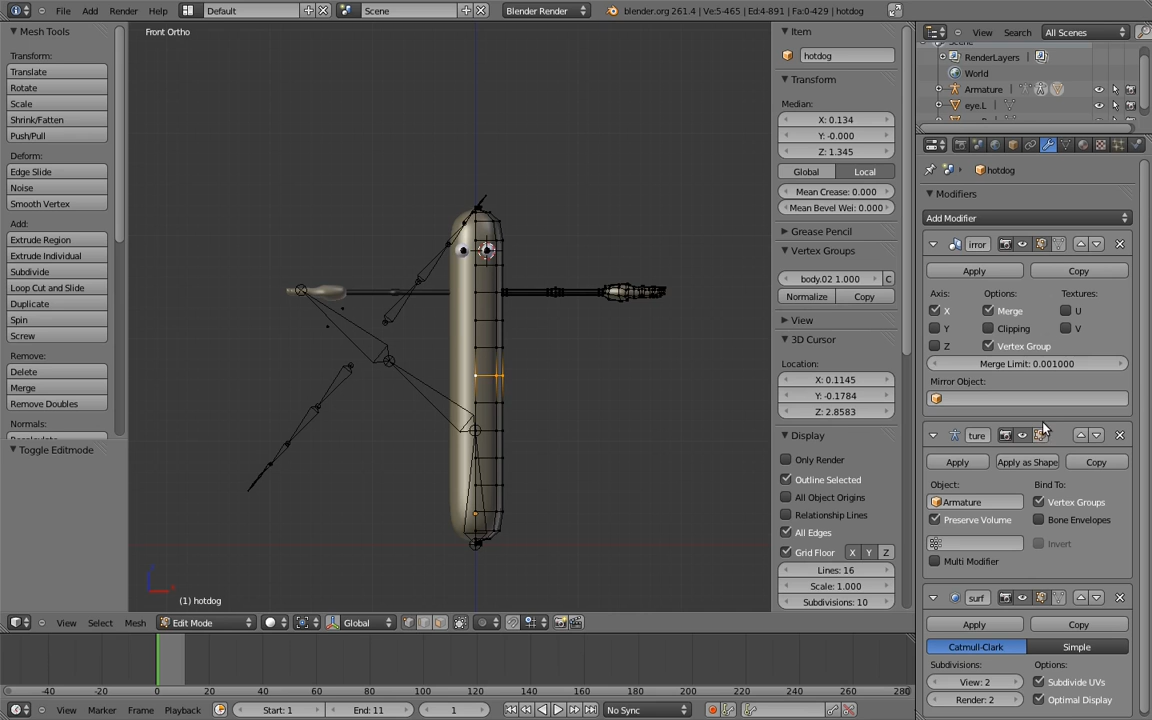 File Add Render Help Default Scene Blender Render blender.org 261.4 | Ve:5-465 | Ed:4-891 | Fa:0-429 | hotdog
Mesh Tools
Transform:
Translate
Rotate
Scale
Shrink/Fatten
Push/Pull
Deform:
Edge Slide
Noise
Smooth Vertex
Add:
Extrude Region
Extrude Individual
Subdivide
Loop Cut and Slide
Duplicate
Spin
Screw
Remove:
Delete
Merge
Remove Doubles
Normals:
Toggle Editmode
Front Ortho
(1) hotdog
View Select Mesh Edit Mode Global
Item
hotdog
Transform
Median:
X: 0.134
Y: -0.000
Z: 1.345
Global Local
Mean Crease: 0.000
Mean Bevel Wei: 0.000
Grease Pencil
Vertex Groups
body.02 1.000 C
Normalize Copy
View
3D Cursor
Location:
X: 0.1145
Y: -0.1784
Z: 2.8583
Display
Only Render
Outline Selected
All Object Origins
Relationship Lines
All Edges
Grid Floor X Y Z
Lines: 16
Scale: 1.000
Subdivisions: 10
View Search All Scenes
RenderLayers |
World
Armature |
eye.L |
hotdog
Modifiers
Add Modifier
irror
Apply Copy
Axis: Options: Textures:
X Merge U
Y Clipping V
Z Vertex Group
Merge Limit: 0.001000
Mirror Object:
ture
Apply Apply as Shape Copy
Object: Bind To:
Armature Vertex Groups
Preserve Volume Bone Envelopes
Invert
Multi Modifier
surf
Apply Copy
Catmull-Clark Simple
Subdivisions: Options:
View: 2 Subdivide UVs
Render: 2 Optimal Display
-40 -20 0 20 40 60 80 100 120 140 160 180 200 220 240 260 280
View Marker Frame Playback Start: 1 End: 11 1 No Sync